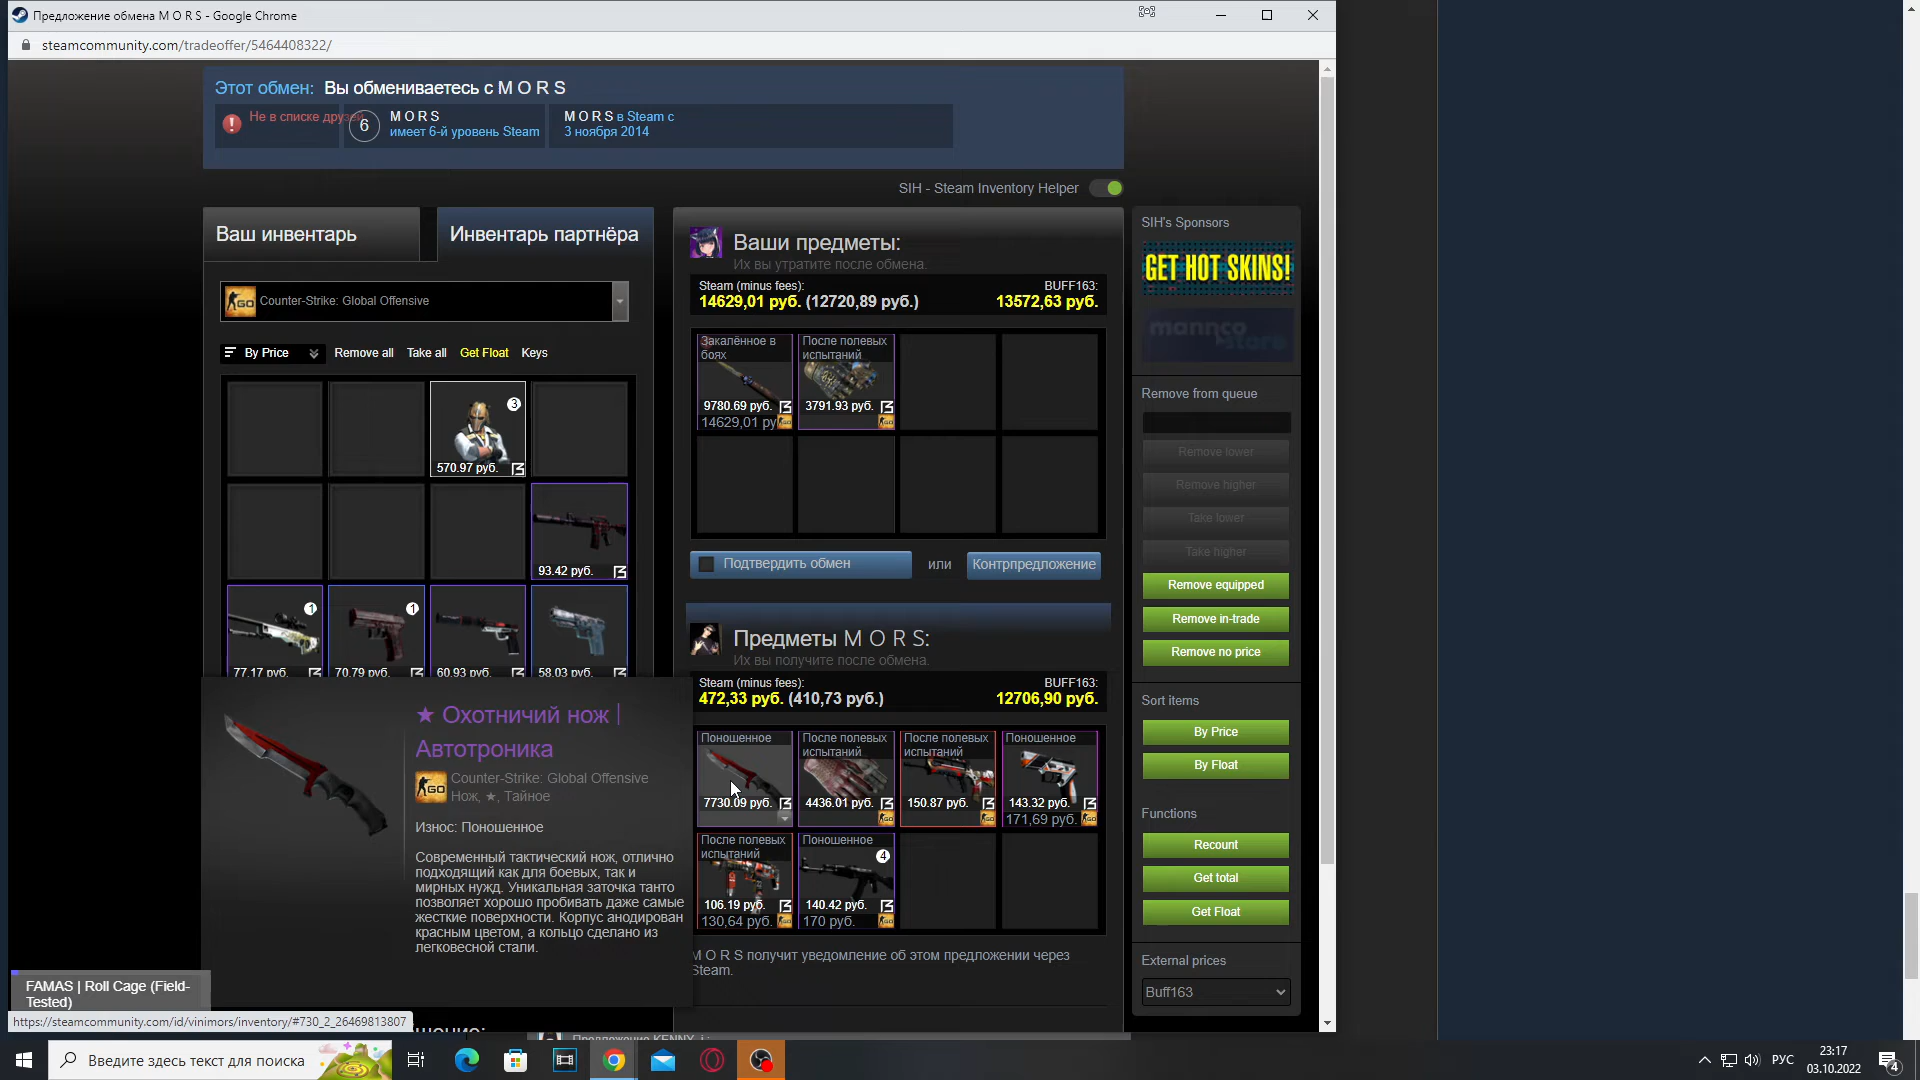 Предложение обмена M O R S - Google Chrome
steamcommunity.com/tradeoffer/5464408322/
Этот обмен: Вы обмениваетесь с M O R S
Не в списке друзей
6
M O R S
имеет 6-й уровень Steam
M O R S в Steam с
3 ноября 2014
SIH - Steam Inventory Helper
Ваш инвентарь
Инвентарь партнёра
Counter-Strike: Global Offensive
By Price
Remove all
Take all
Get Float
Keys
3
570.97 руб.
93.42 руб.
1
77.17 руб.
1
70.79 руб.
60.93 руб.
58.03 руб.
Ваши предметы:
Их вы утратите после обмена.
Steam (minus fees):
BUFF163:
14629,01 руб. (12720,89 руб.)
13572,63 руб.
Закалённое в
боях
9780.69 руб.
14629,01 ру
После полевых
испытаний
3791.93 руб.
Подтвердить обмен
или
Контрпредложение
Предметы M O R S:
Их вы получите после обмена.
Steam (minus fees):
BUFF163:
472,33 руб. (410,73 руб.)
12706,90 руб.
Поношенное
7730.09 руб.
После полевых
испытаний
4436.01 руб.
После полевых
испытаний
150.87 руб.
Поношенное
143.32 руб.
171,69 руб.
После полевых
испытаний
106.19 руб.
130,64 руб.
Поношенное
4
140.42 руб.
170 руб.
M O R S получит уведомление об этом предложении через
Steam.
★ Охотничий нож |
Автотроника
Counter-Strike: Global Offensive
Нож, ★, Тайное
Износ: Поношенное
Современный тактический нож, отлично
подходящий как для боевых, так и
мирных нужд. Уникальная заточка танто
позволяет хорошо пробивать даже самые
жесткие поверхности. Корпус анодирован
красным цветом, а кольцо сделано из
легковесной стали.
SIH's Sponsors
GET HOT SKINS!
mannco
store
Remove from queue
Remove lower
Remove higher
Take lower
Take higher
Remove equipped
Remove in-trade
Remove no price
Sort items
By Price
By Float
Functions
Recount
Get total
Get Float
External prices
Buff163
FAMAS | Roll Cage (Field-
Tested)
https://steamcommunity.com/id/vinimors/inventory/#730_2_26469813807
Введите здесь текст для поиска
РУС
23:17
03.10.2022
4